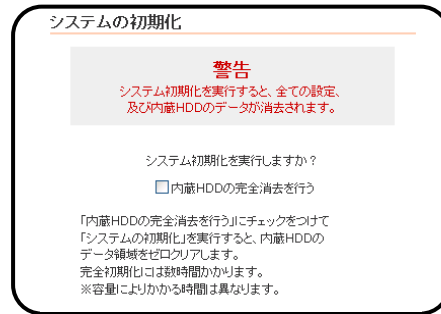 システムの初期化
警告
システム初期化を実行すると、全ての設定、
及び内蔵HDDのデータが消去されます。
システム初期化を実行しますか？
内蔵HDDの完全消去を行う
「内蔵HDDの完全消去を行う」にチェックをつけて
「システムの初期化」を実行すると、内蔵HDDの
データ領域をゼロクリアします。
完全初期化には数時間かかります。
※容量によりかかる時間は異なります。